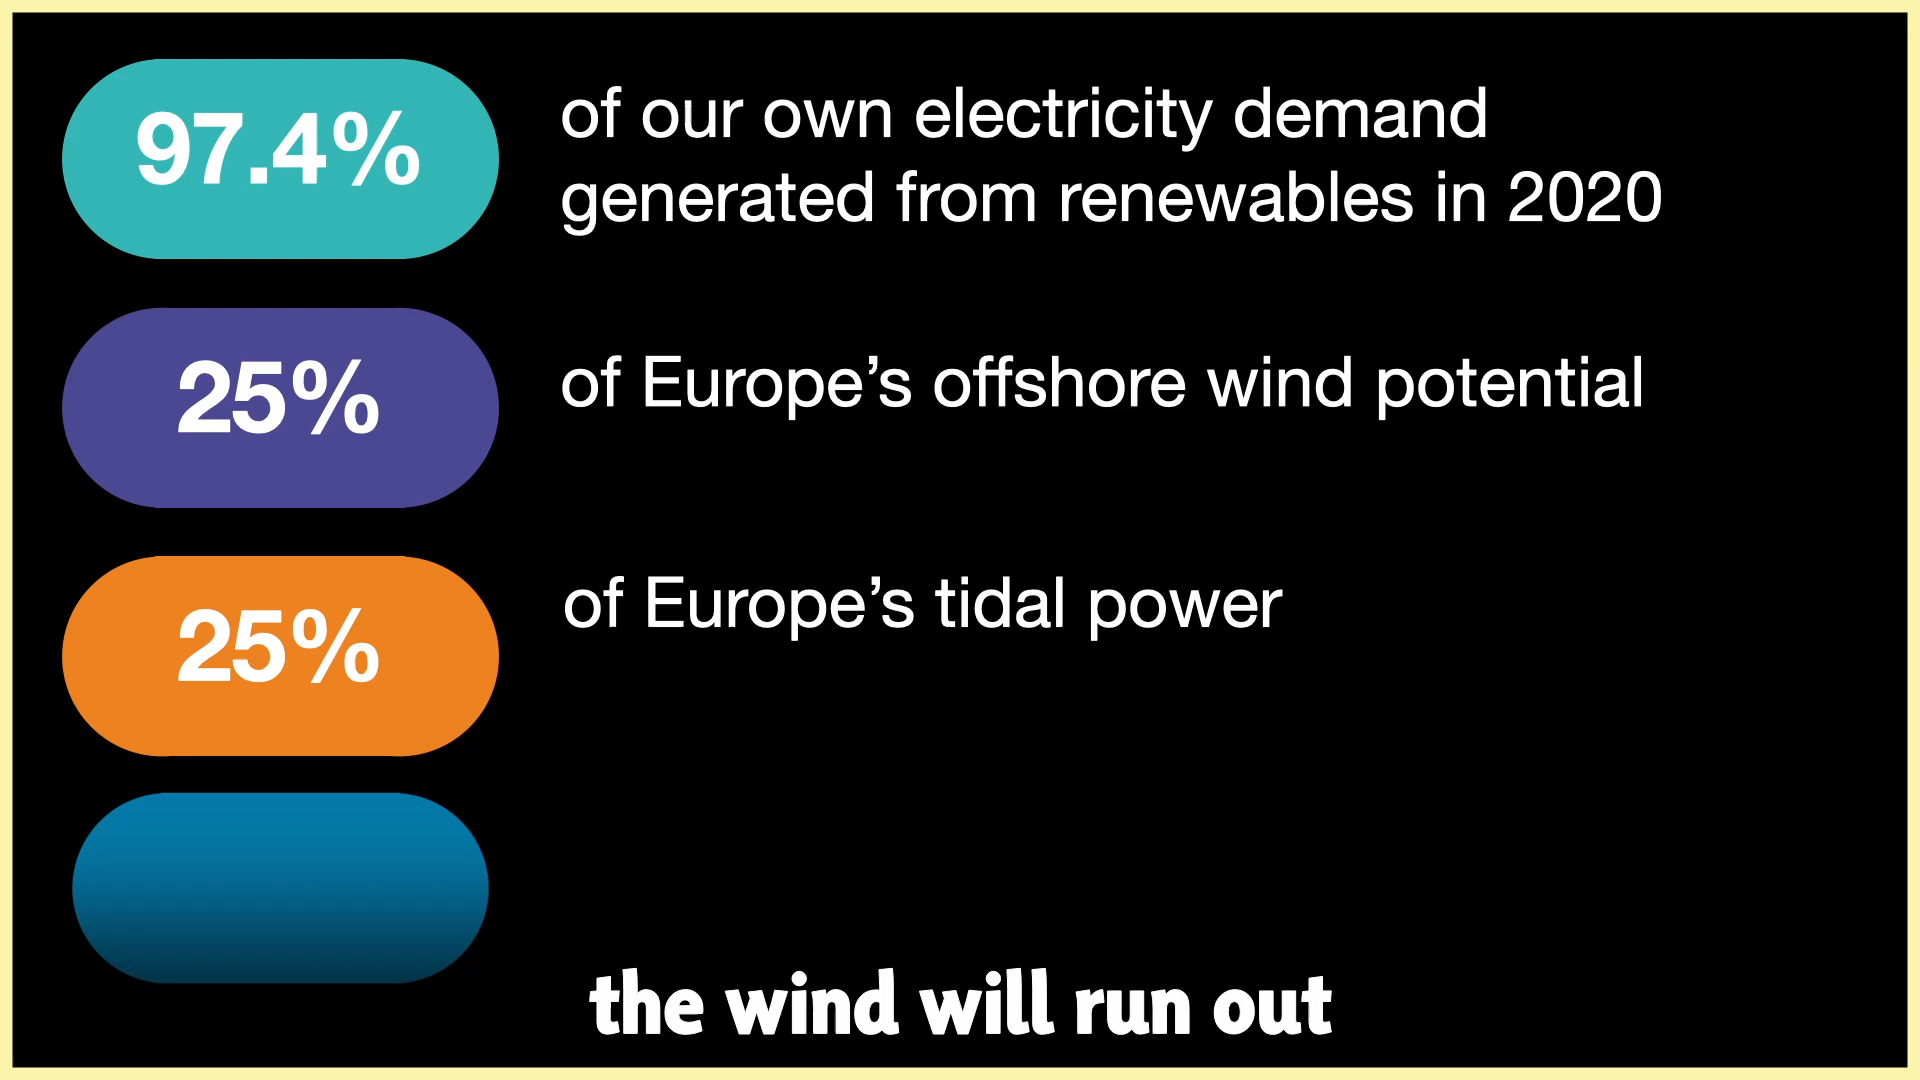 97.4%
of our own electricity demand
generated from renewables in 2020
25%
of Europe’s offshore wind potential
25%
of Europe’s tidal power
the wind will run out